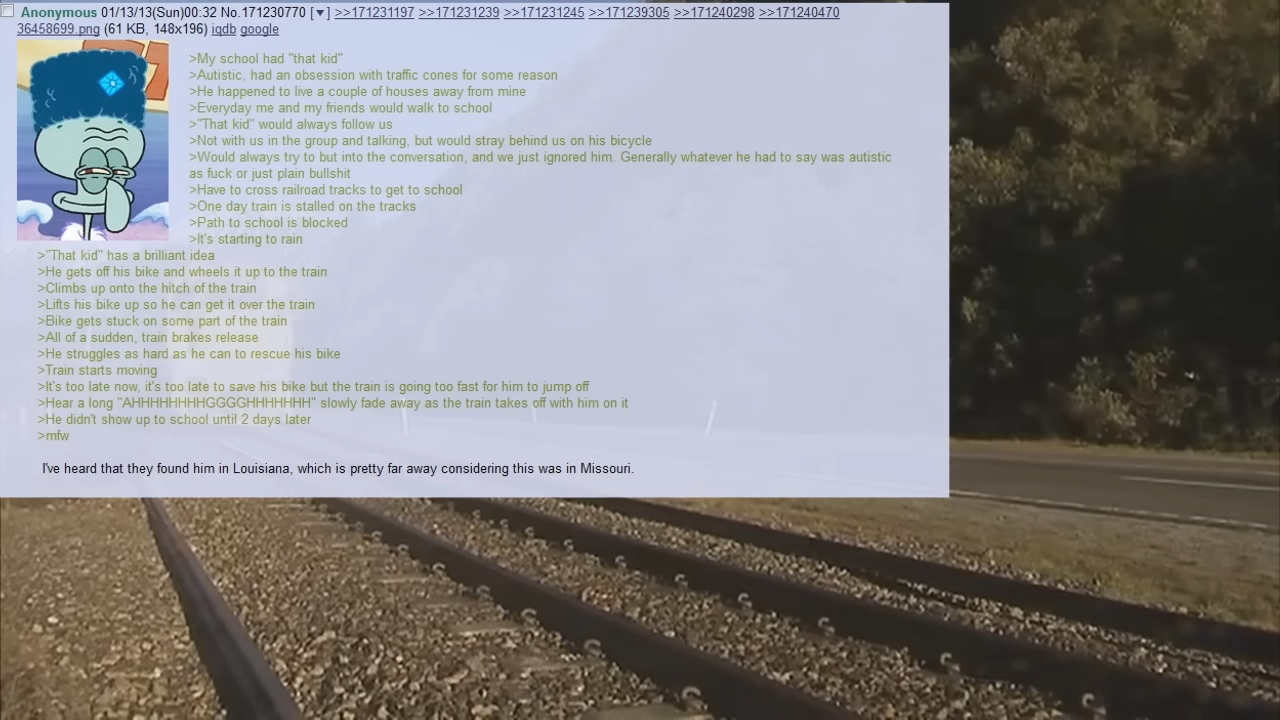 Anonymous 01/13/13(Sun)00:32 No.171230770 [▼] >>171231197 >>171231239 >>171231245 >>171239305 >>171240298 >>171240470
36458699.png (61 KB, 148x196) iqdb google
>My school had "that kid"
>Autistic, had an obsession with traffic cones for some reason
>He happened to live a couple of houses away from mine
>Everyday me and my friends would walk to school
>"That kid" would always follow us
>Not with us in the group and talking, but would stray behind us on his bicycle
>Would always try to but into the conversation, and we just ignored him. Generally whatever he had to say was autistic
as fuck or just plain bullshit
>Have to cross railroad tracks to get to school
>One day train is stalled on the tracks
>Path to school is blocked
>It's starting to rain
>"That kid" has a brilliant idea
>He gets off his bike and wheels it up to the train
>Climbs up onto the hitch of the train
>Lifts his bike up so he can get it over the train
>Bike gets stuck on some part of the train
>All of a sudden, train brakes release
>He struggles as hard as he can to rescue his bike
>Train starts moving
>It's too late now, it's too late to save his bike but the train is going too fast for him to jump off
>Hear a long "AHHHHHHHHGGGGHHHHHHH" slowly fade away as the train takes off with him on it
>He didn't show up to school until 2 days later
>mfw
I've heard that they found him in Louisiana, which is pretty far away considering this was in Missouri.